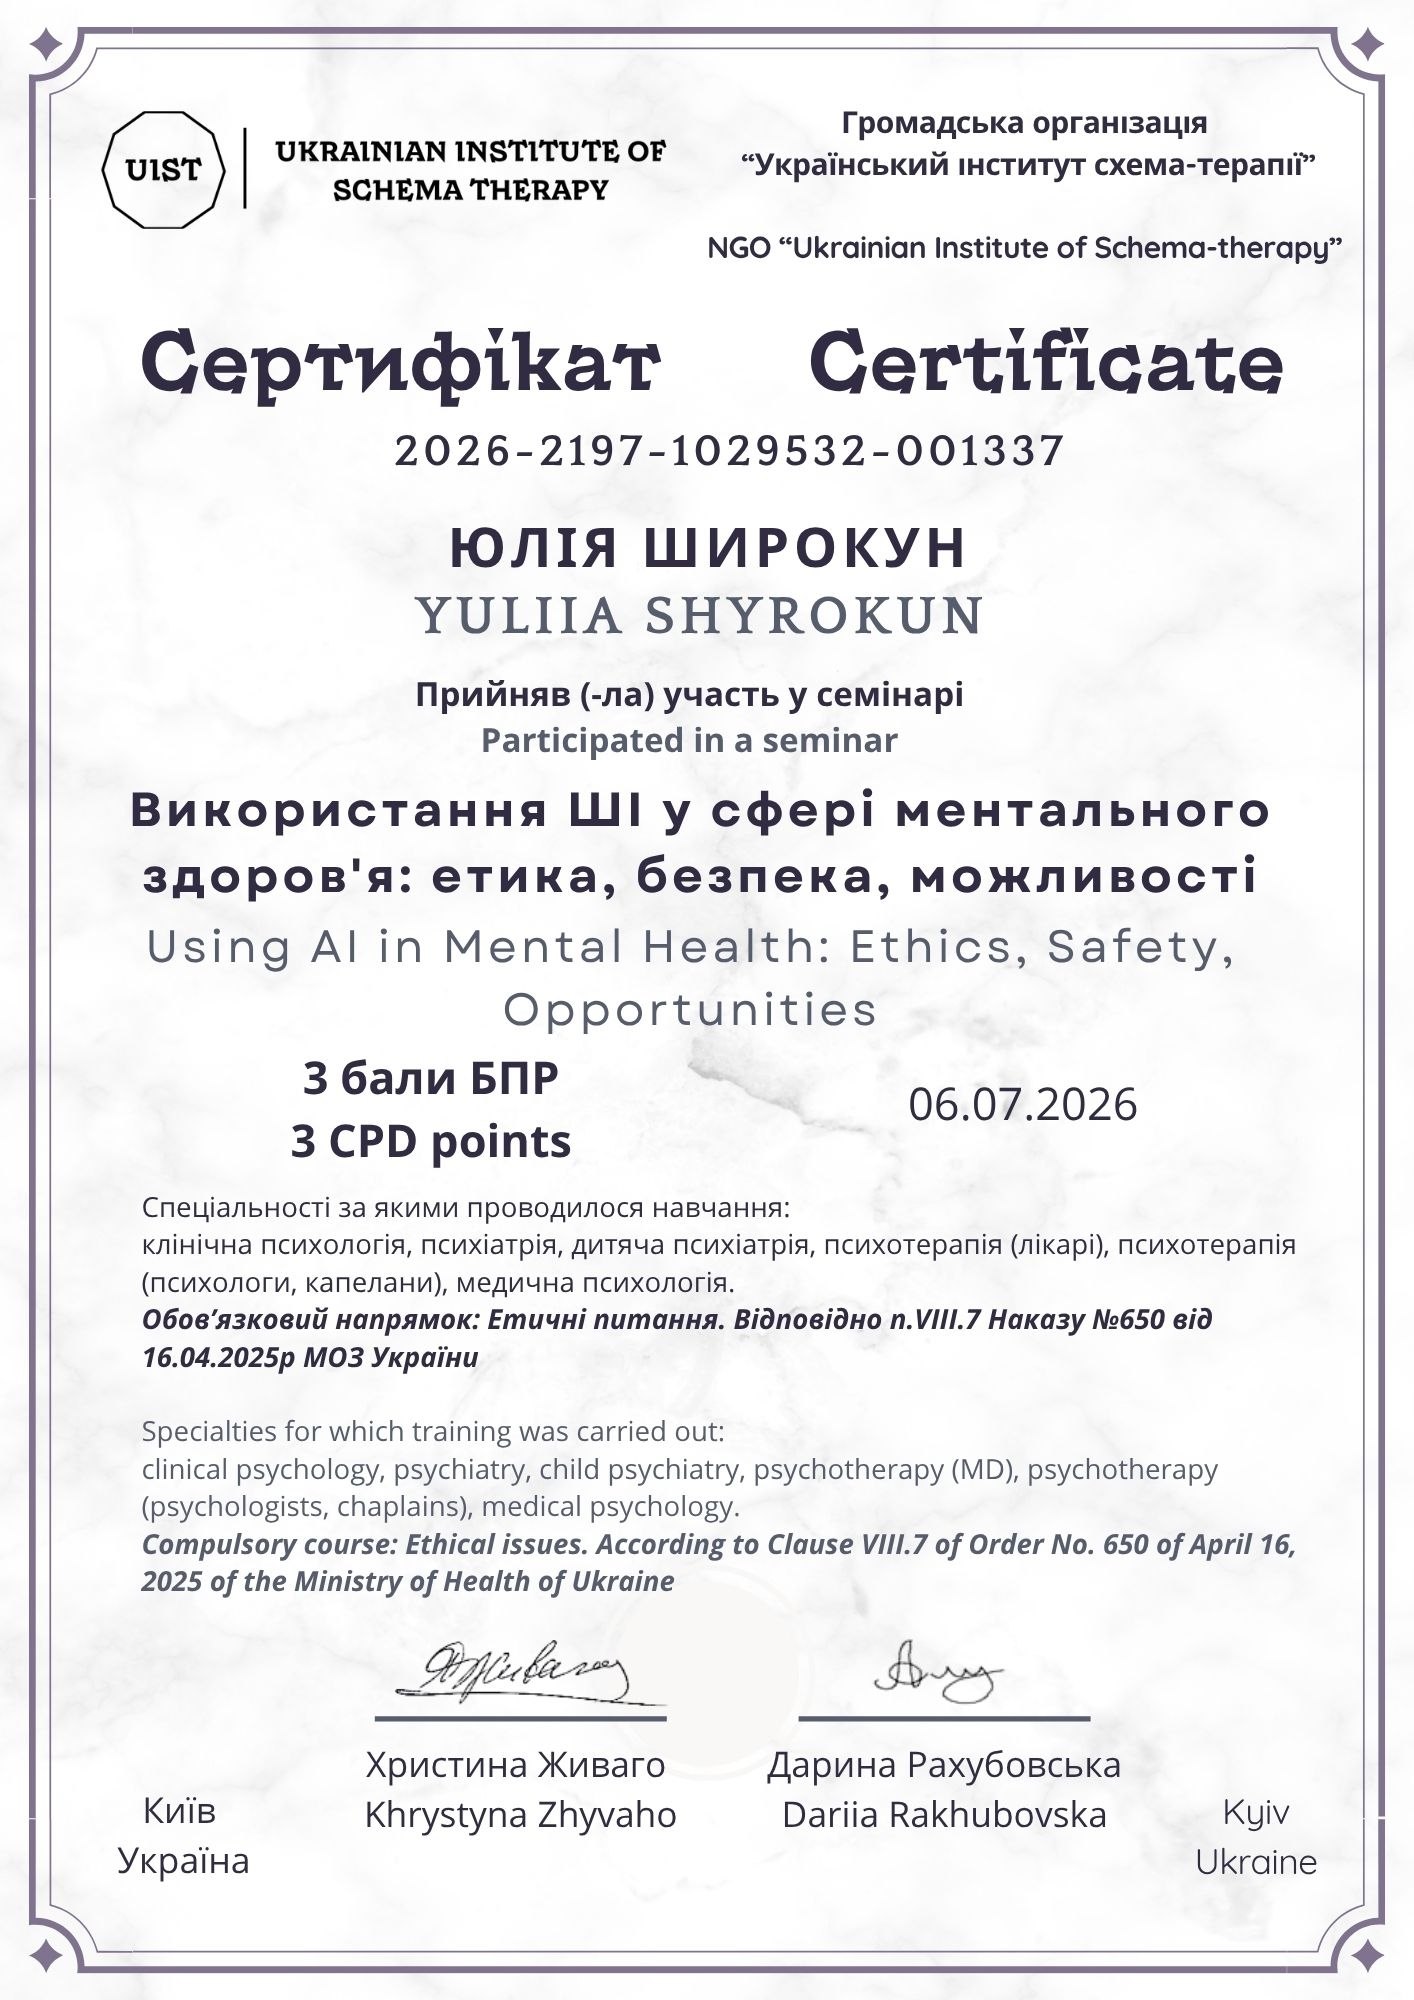 UIST
UKRAINIAN INSTITUTE OF
SCHEMA THERAPY
Громадська організація
“Український інститут схема-терапії”
NGO “Ukrainian Institute of Schema-therapy”
Сертифікат
Certificate
2026-2197-1029532-001337
ЮЛІЯ ШИРОКУН
YULIIA SHYROKUN
Прийняв (-ла) участь у семінарі
Participated in a seminar
Використання ШІ у сфері ментального
здоров'я: етика, безпека, можливості
Using AI in Mental Health: Ethics, Safety,
Opportunities
3 бали БПР
3 CPD points
06.07.2026
Спеціальності за якими проводилося навчання:
клінічна психологія, психіатрія, дитяча психіатрія, психотерапія (лікарі), психотерапія
(психологи, капелани), медична психологія.
Обов’язковий напрямок: Етичні питання. Відповідно п.VIII.7 Наказу №650 від
16.04.2025р МОЗ України
Specialties for which training was carried out:
clinical psychology, psychiatry, child psychiatry, psychotherapy (MD), psychotherapy
(psychologists, chaplains), medical psychology.
Compulsory course: Ethical issues. According to Clause VIII.7 of Order No. 650 of April 16,
2025 of the Ministry of Health of Ukraine
Христина Живаго
Khrystyna Zhyvaho
Дарина Рахубовська
Dariia Rakhubovska
Київ
Україна
Kyiv
Ukraine